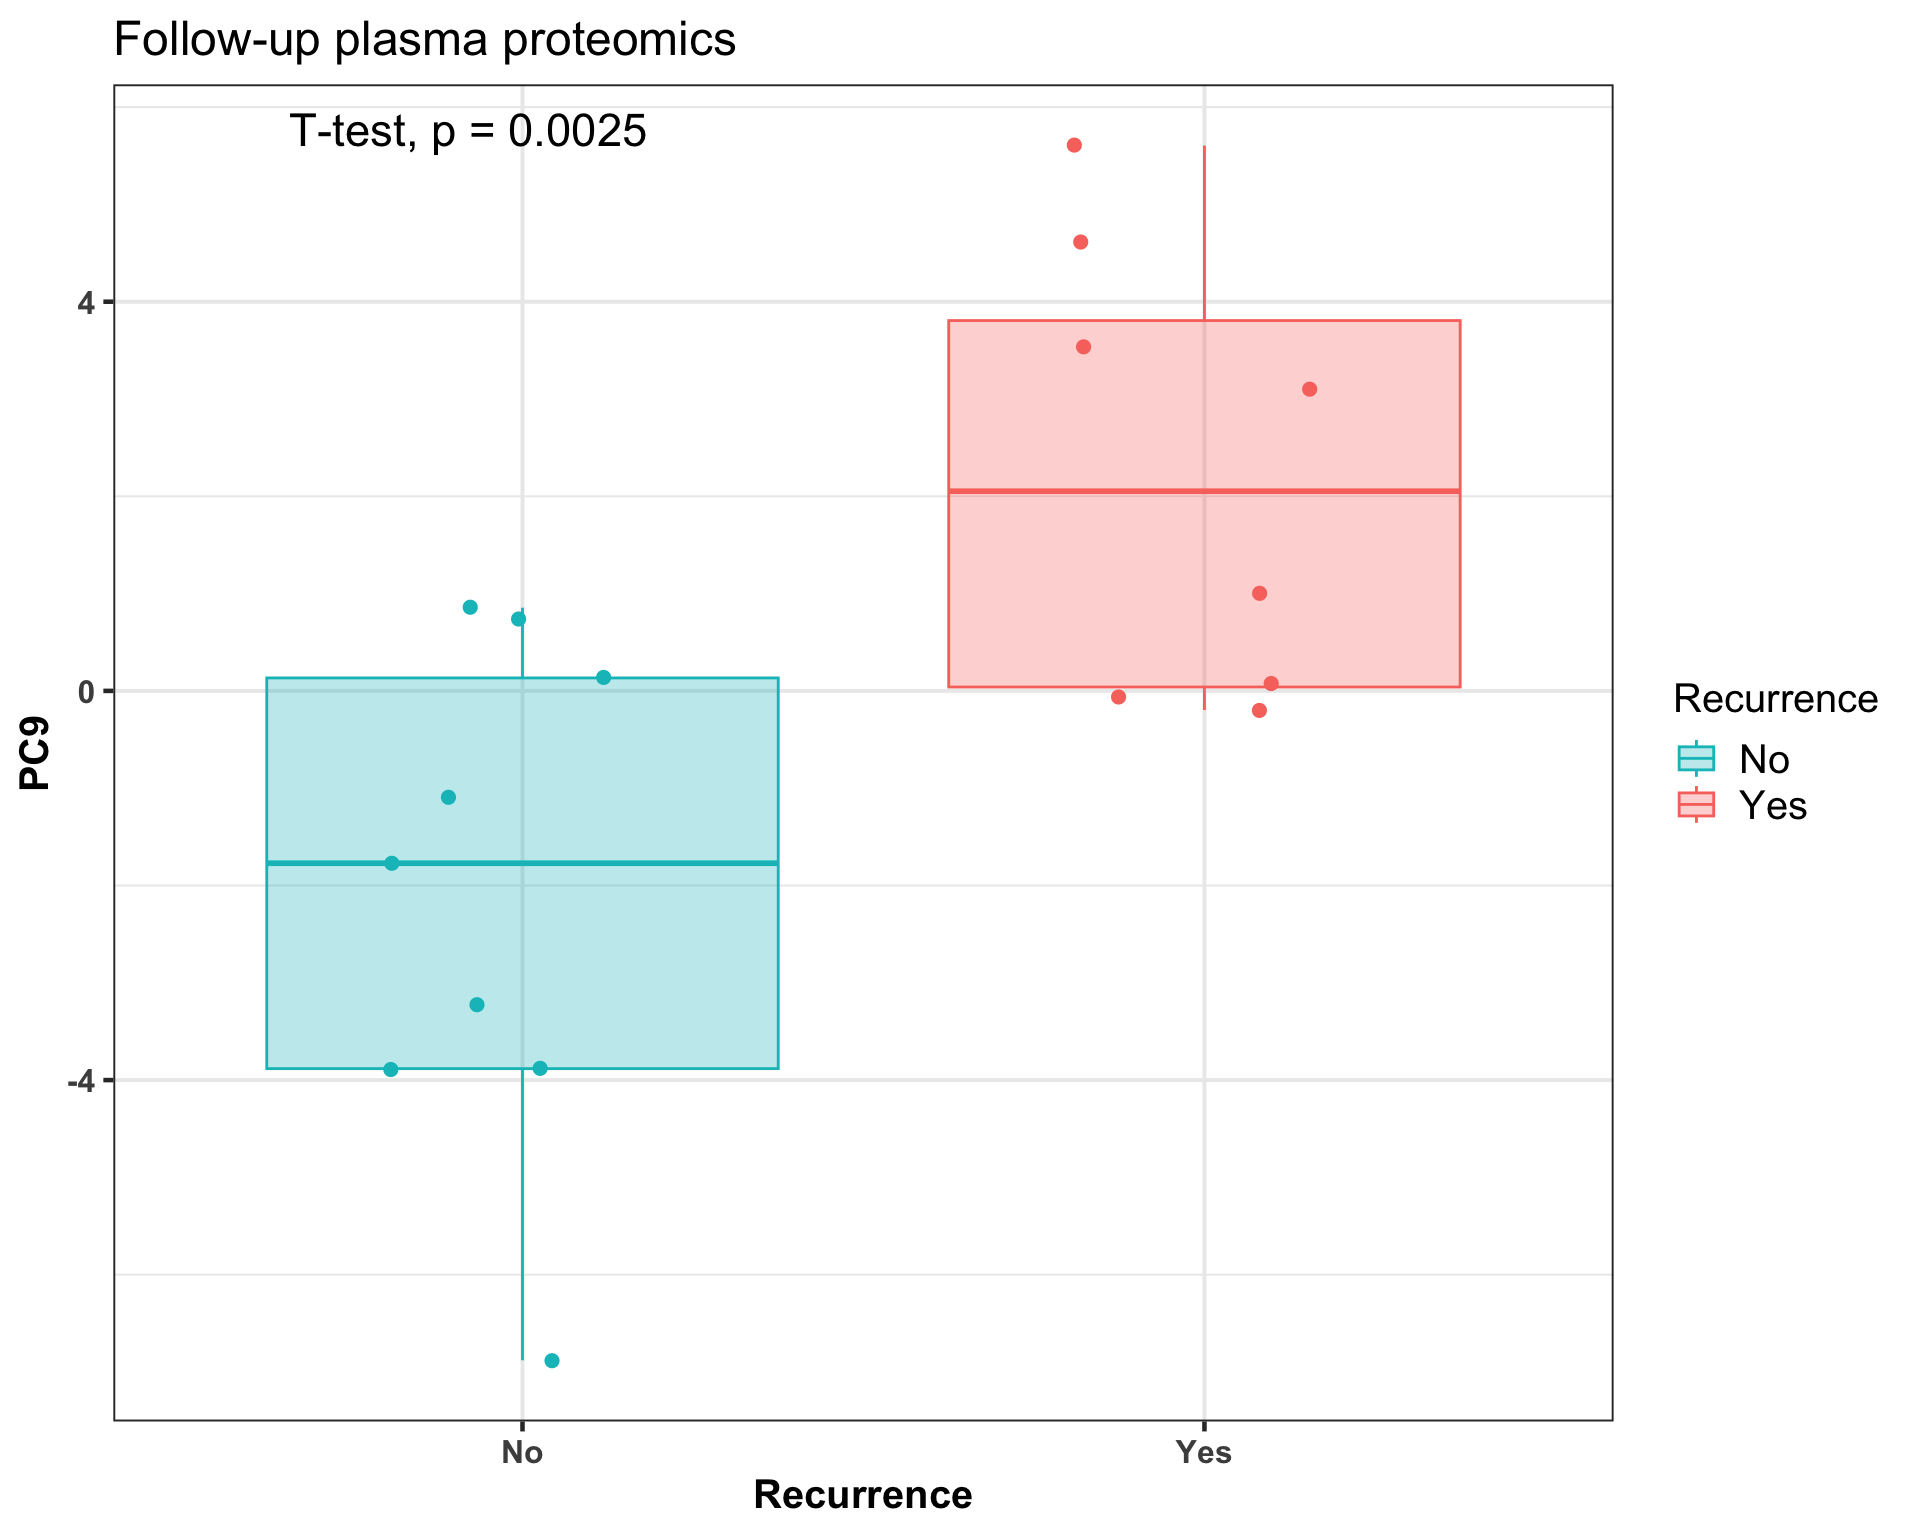 Follow-up plasma proteomics
T-test, p = 0.0025
4
0
-4
PC9
No
Yes
Recurrence
Recurrence
No
Yes